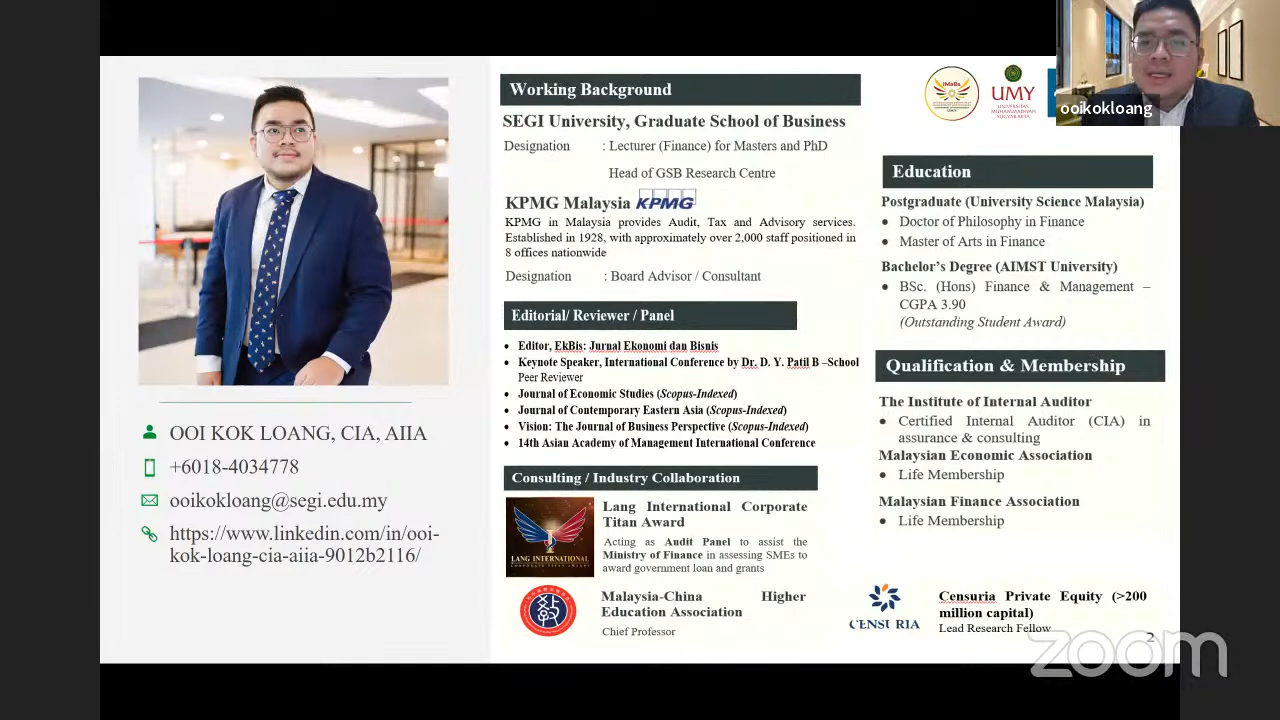 OOI KOK LOANG, CIA, AIIA
+6018-4034778
ooikokloang@segi.edu.my
https://www.linkedin.com/in/ooi-
kok-loang-cia-aiia-9012b2116/
Working Background
SEGI University, Graduate School of Business
Designation : Lecturer (Finance) for Masters and PhD
Head of GSB Research Centre
KPMG Malaysia KPMG
KPMG in Malaysia provides Audit, Tax and Advisory services.
Established in 1928, with approximately over 2,000 staff positioned in
8 offices nationwide
Designation : Board Advisor / Consultant
Editorial/ Reviewer / Panel
• Editor, EkBis: Jurnal Ekonomi dan Bisnis
• Keynote Speaker, International Conference by Dr. D. Y. Patil B –School
Peer Reviewer
• Journal of Economic Studies (Scopus-Indexed)
• Journal of Contemporary Eastern Asia (Scopus-Indexed)
• Vision: The Journal of Business Perspective (Scopus-Indexed)
• 14th Asian Academy of Management International Conference
Consulting / Industry Collaboration
LANG INTERNATIONAL
CORPORATE TITAN AWARD
Lang International Corporate
Titan Award
Acting as Audit Panel to assist the
Ministry of Finance in assessing SMEs to
award government loan and grants
Malaysia-China Higher
Education Association
Chief Professor
IMaBs
UMY
UNIVERSITAS
MUHAMMADIYAH
YOGYAKARTA
ooikokloang
Education
Postgraduate (University Science Malaysia)
• Doctor of Philosophy in Finance
• Master of Arts in Finance
Bachelor's Degree (AIMST University)
• BSc. (Hons) Finance & Management –
CGPA 3.90
(Outstanding Student Award)
Qualification & Membership
The Institute of Internal Auditor
• Certified Internal Auditor (CIA) in
assurance & consulting
Malaysian Economic Association
• Life Membership
Malaysian Finance Association
• Life Membership
CENSURIA
Censuria Private Equity (>200
million capital)
Lead Research Fellow
2
zoom